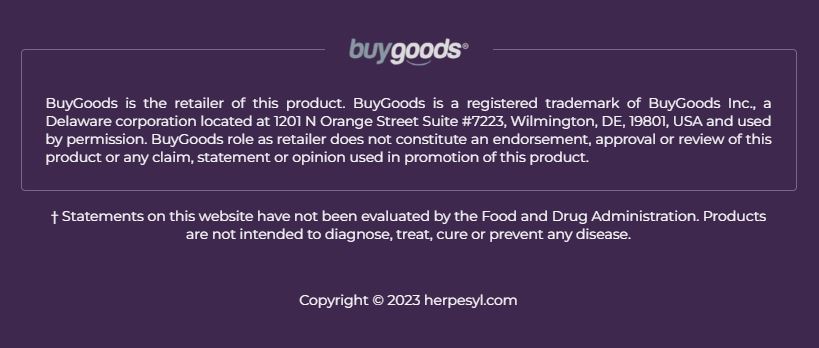 buygoods®
BuyGoods is the retailer of this product. BuyGoods is a registered trademark of BuyGoods Inc., a
Delaware corporation located at 1201 N Orange Street Suite #7223, Wilmington, DE, 19801, USA and used
by permission. BuyGoods role as retailer does not constitute an endorsement, approval or review of this
product or any claim, statement or opinion used in promotion of this product.
† Statements on this website have not been evaluated by the Food and Drug Administration. Products
are not intended to diagnose, treat, cure or prevent any disease.
Copyright © 2023 herpesyl.com